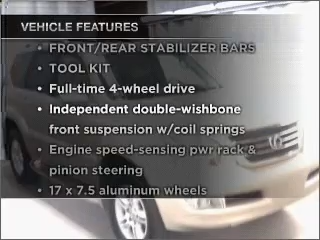 VEHICLE FEATURES
• FRONT/REAR STABILIZER BARS
• TOOL KIT
• Full-time 4-wheel drive
• Independent double-wishbone
front suspension w/coil springs
• Engine speed-sensing pwr rack &
pinion steering
• 17 x 7.5 aluminum wheels